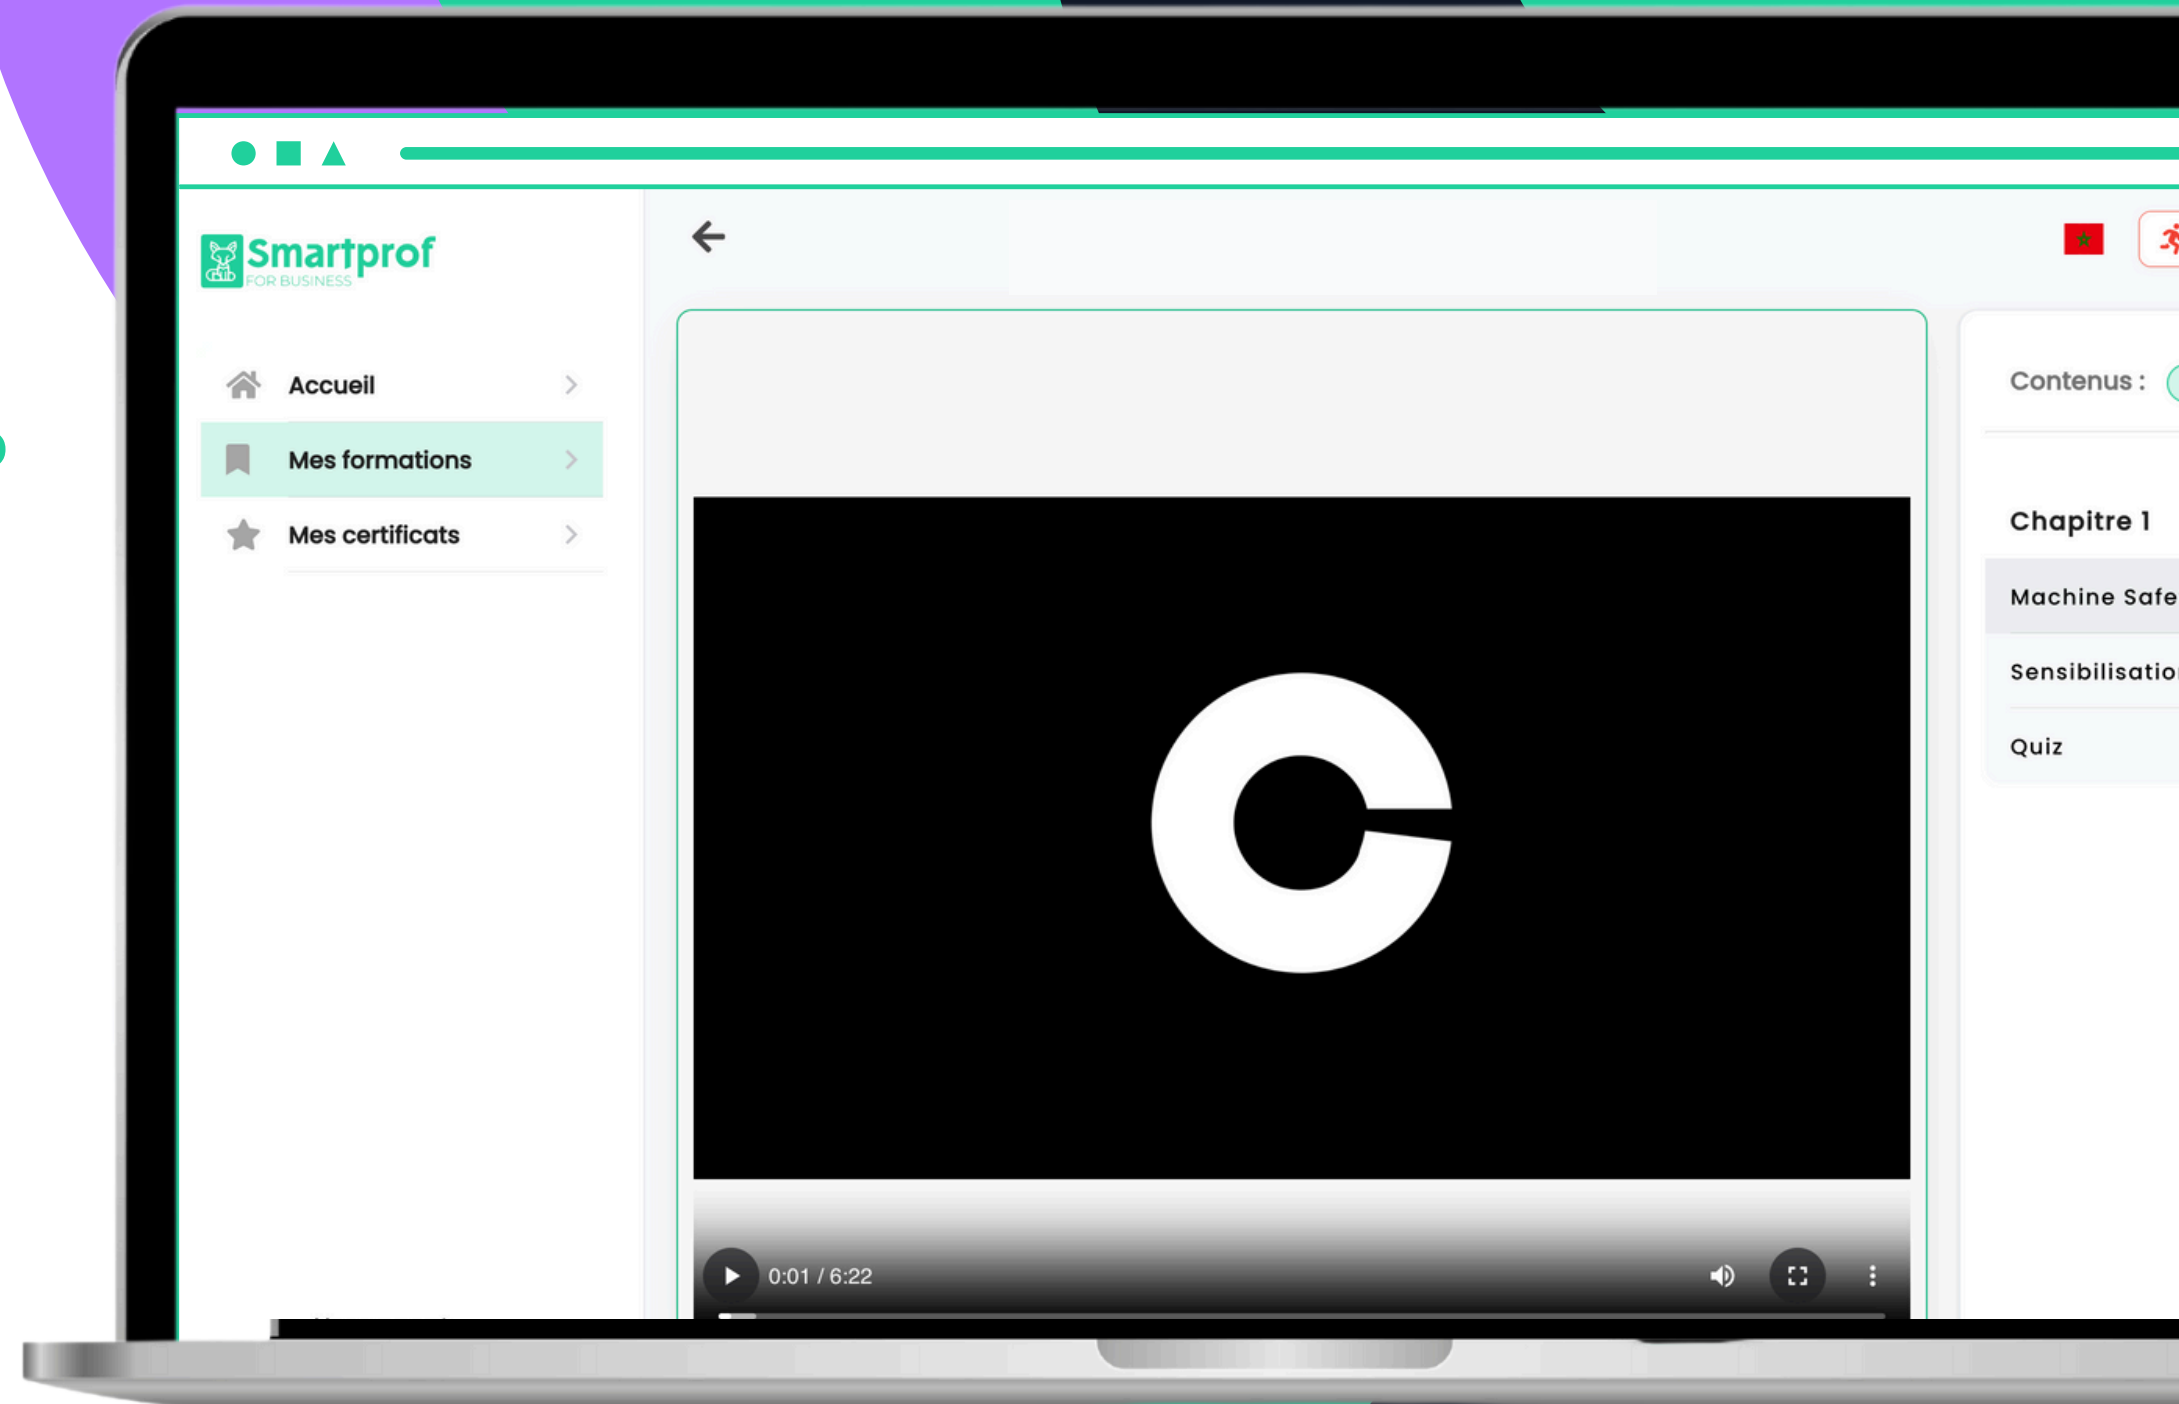 Smartprof
FOR BUSINESS
Accueil
Mes formations
Mes certificats
0:01 / 6:22
Contenus :
Chapitre 1
Machine Safe
Sensibilisatio
Quiz